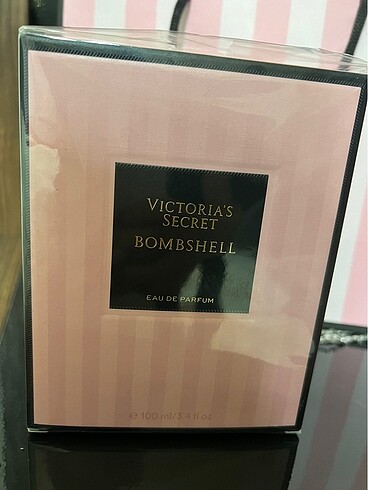 VICTORIA'S
SECRET
BOMBSHELL
EAU DE PARFUM
℮ 100 ml/3.4 fl oz